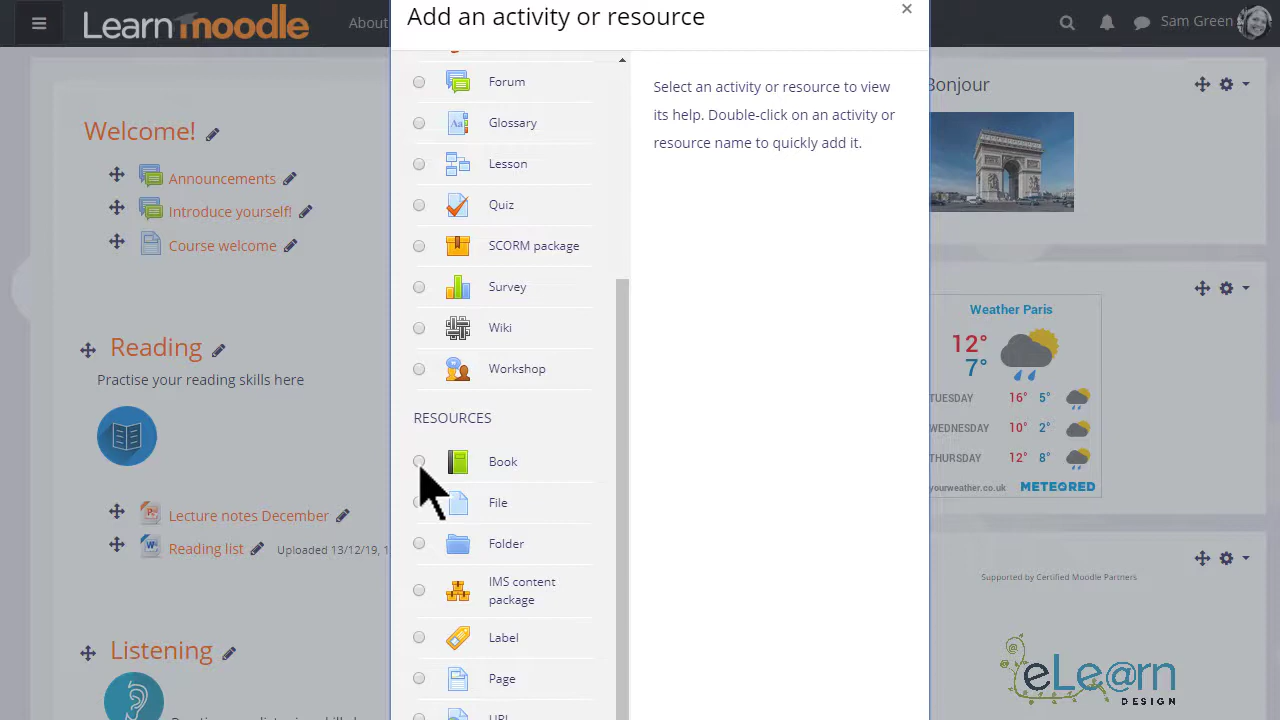 Learn moodle
About
Add an activity or resource
×
Sam Green
Forum
Glossary
Lesson
Quiz
SCORM package
Survey
Wiki
Workshop
RESOURCES
Book
File
Folder
IMS content
package
Label
Page
URL
Select an activity or resource to view
its help. Double-click on an activity or
resource name to quickly add it.
Welcome!
Announcements
Introduce yourself!
Course welcome
Reading
Practise your reading skills here
Lecture notes December
Reading list Uploaded 13/12/19, 1
Listening
Bonjour
Weather Paris
12°
7°
TUESDAY 16° 5°
WEDNESDAY 10° 2°
THURSDAY 12° 8°
yourweather.co.uk METEORED
Supported by Certified Moodle Partners
eLe@rn
DESIGN